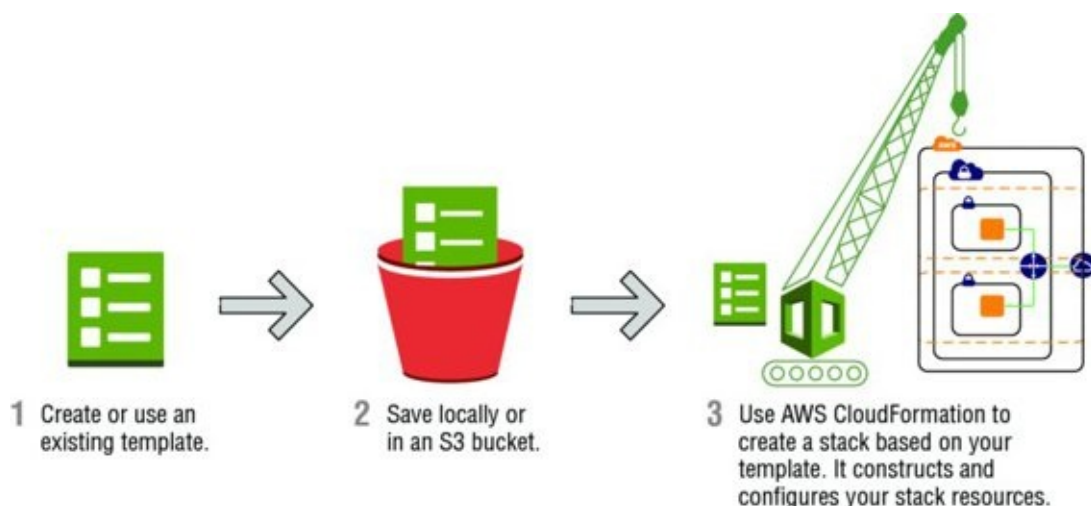 1 Create or use an
existing template.
2 Save locally or
in an S3 bucket.
3 Use AWS CloudFormation to
create a stack based on your
template. It constructs and
configures your stack resources.